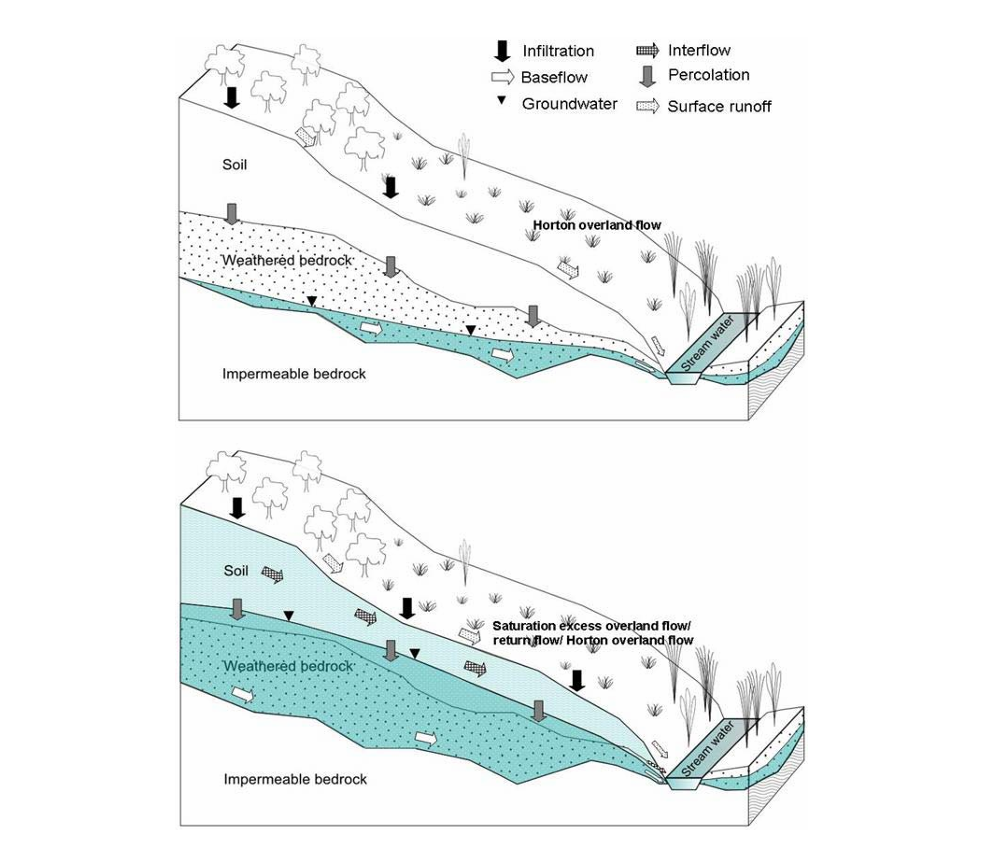 Infiltration
Interflow
Baseflow
Percolation
Groundwater
Surface runoff
Soil
Horton overland flow
Weathered bedrock
Stream water
Impermeable bedrock
Soil
Saturation excess overland flow/
return flow/ Horton overland flow
Weathered bedrock
Stream water
Impermeable bedrock